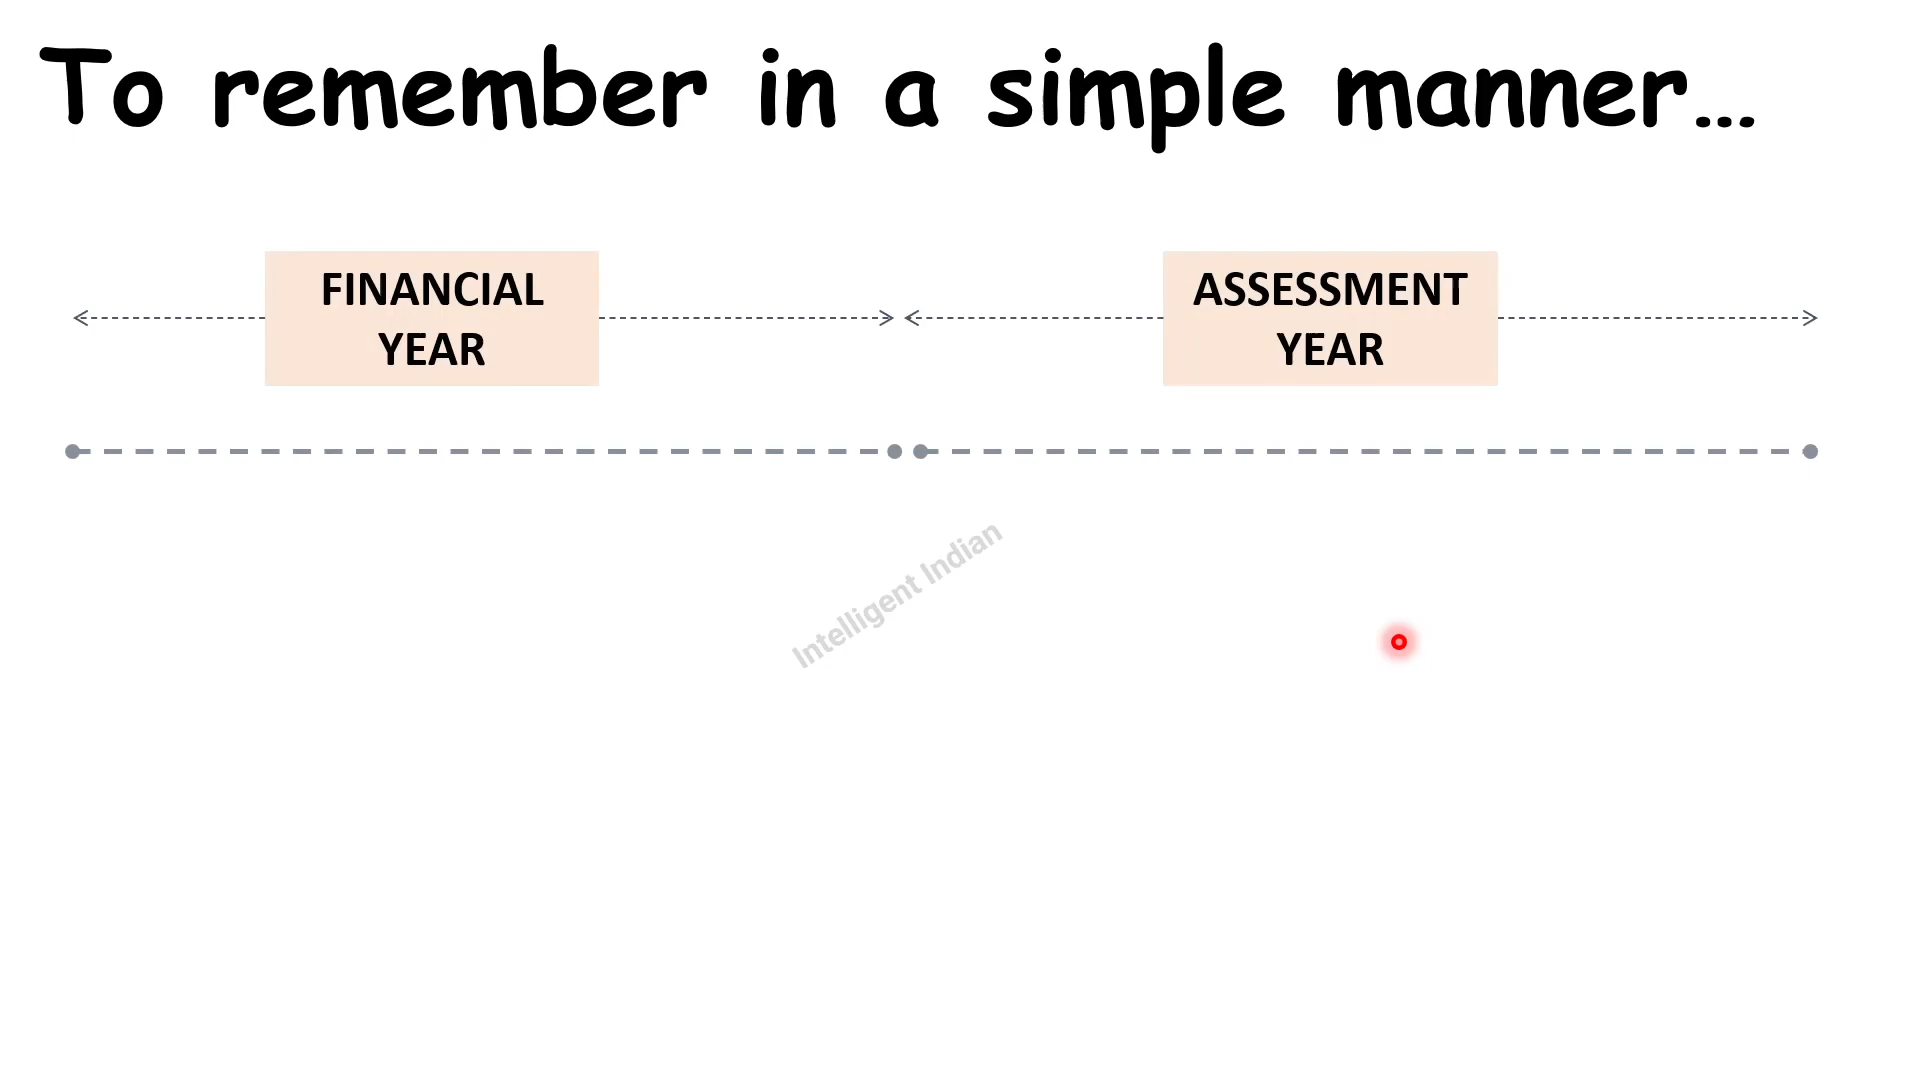 To remember in a simple manner...
FINANCIAL
YEAR
ASSESSMENT
YEAR
Intelligent Indian